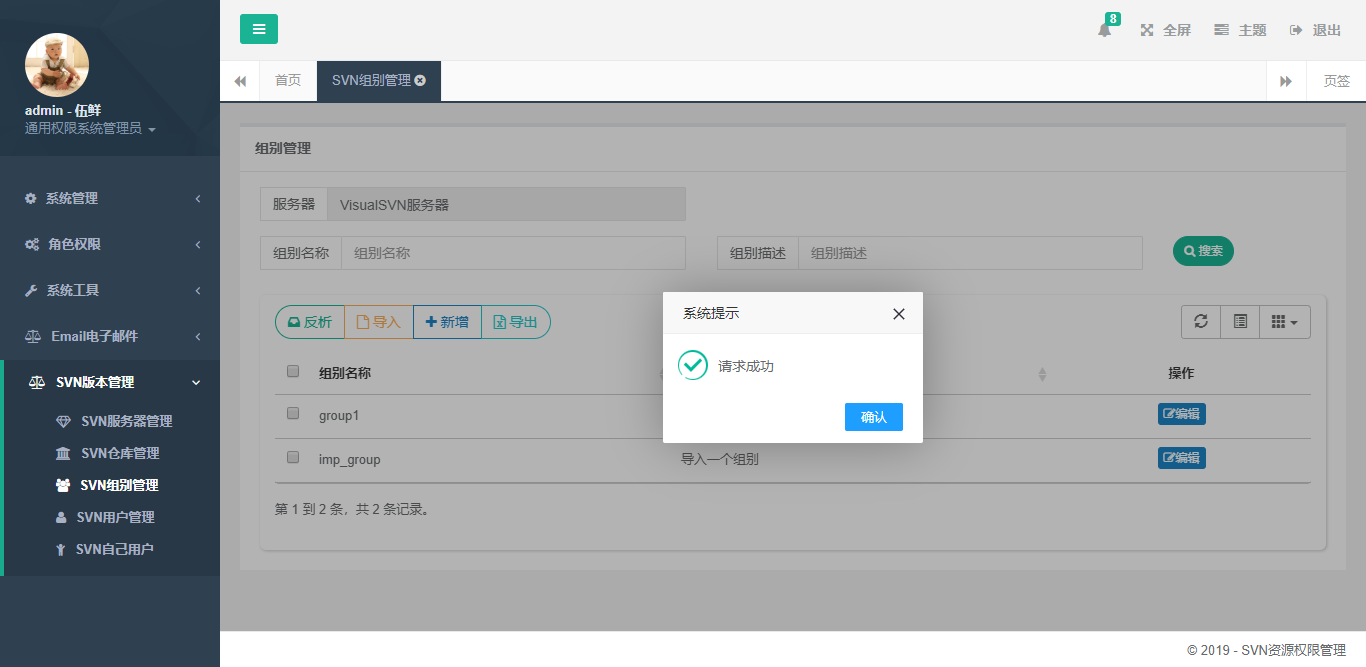 8
全屏
主题
退出
首页
SVN组别管理
页签
admin - 伍鲜
通用权限系统管理员
系统管理
角色权限
系统工具
Email电子邮件
SVN版本管理
SVN服务器管理
SVN仓库管理
SVN组别管理
SVN用户管理
SVN自己用户
组别管理
服务器
VisualSVN服务器
组别名称
组别名称
组别描述
组别描述
搜索
反析
导入
新增
导出
组别名称
操作
group1
编辑
imp_group
导入一个组别
编辑
第 1 到 2 条，共 2 条记录。
系统提示
请求成功
确认
© 2019 - SVN资源权限管理